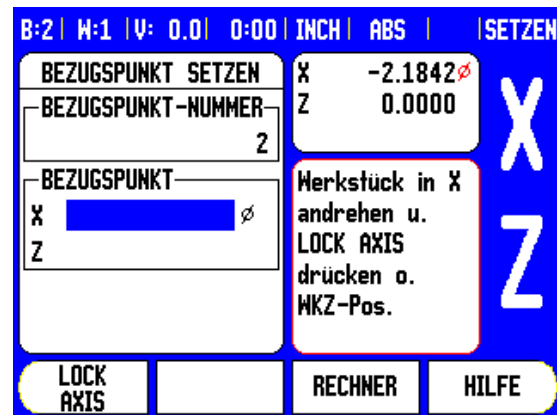 B:2| W:1 |V: 0.0| 0:00| INCH| ABS | |SETZEN
BEZUGSPUNKT SETZEN
BEZUGSPUNKT-NUMMER
2
BEZUGSPUNKT
X ø
Z
X -2.1842ø
Z 0.0000
Werkstück in X
andrehen u.
LOCK AXIS
drücken o.
WKZ-Pos.
X
Z
LOCK
AXIS
RECHNER
HILFE